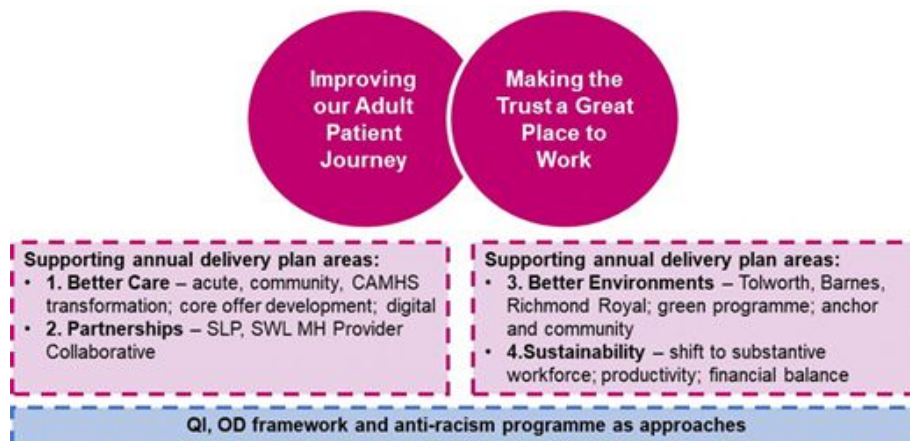 Improving
our Adult
Patient
Journey
Making the
Trust a Great
Place to
Work
Supporting annual delivery plan areas:
• 1. Better Care – acute, community, CAMHS
transformation; core offer development; digital
• 2. Partnerships – SLP, SWL MH Provider
Collaborative
Supporting annual delivery plan areas:
• 3. Better Environments – Tolworth, Barnes,
Richmond Royal; green programme; anchor
and community
• 4.Sustainability – shift to substantive
workforce; productivity; financial balance
QI, OD framework and anti-racism programme as approaches